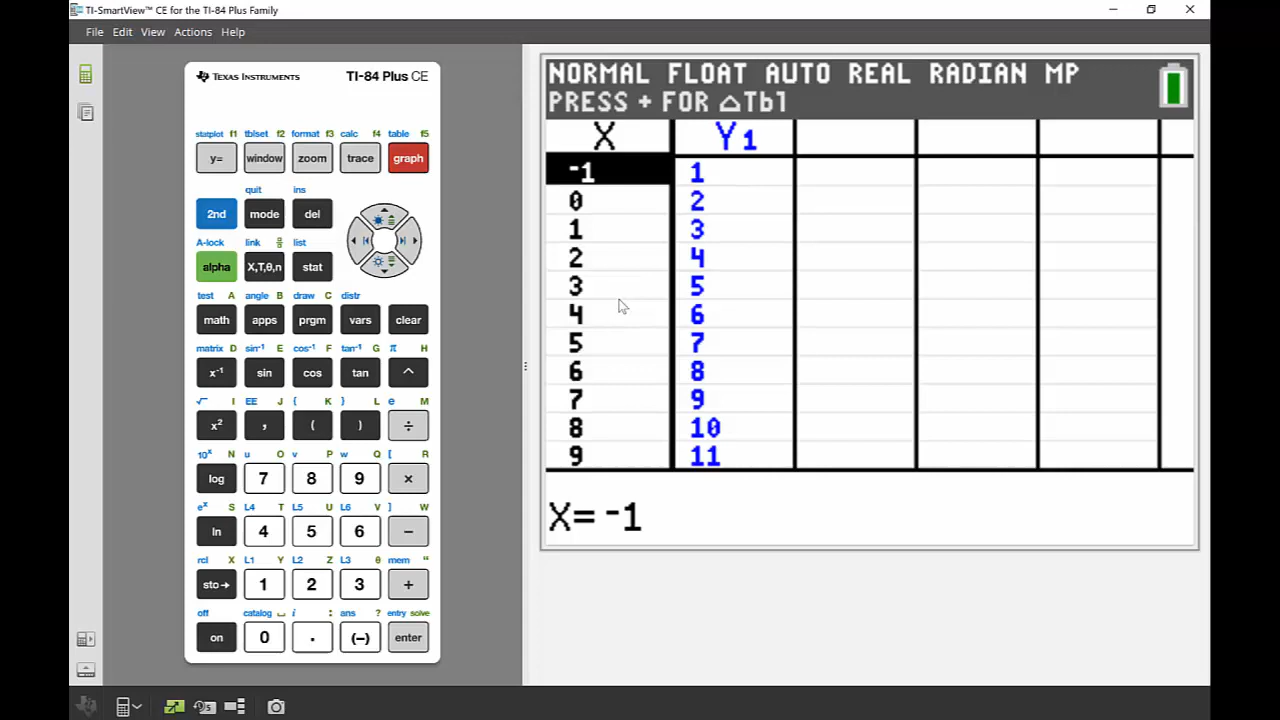 TI-SmartView™ CE for the TI-84 Plus Family
File Edit View Actions Help
TEXAS INSTRUMENTS TI-84 Plus CE
statplot f1 tblset f2 format f3 calc f4 table f5
y= window zoom trace graph
quit ins
2nd mode del
A-lock link list
alpha X,T,θ,n stat
test A angle B draw C distr
math apps prgm vars clear
matrix D sin⁻¹ E cos⁻¹ F tan⁻¹ G π H
x⁻¹ sin cos tan ^
√ I EE J { K } L e M
x² , ( ) ÷
10ˣ N u O v P w Q [ R
log 7 8 9 ×
eˣ S L4 T L5 U L6 V ] W
ln 4 5 6 −
rcl X L1 Y L2 Z L3 θ mem "
sto→ 1 2 3 +
off catalog ⎵ i : ans ? entry solve
on 0 . (−) enter
NORMAL FLOAT AUTO REAL RADIAN MP
PRESS + FOR △Tbl
X Y1
-1 1
0 2
1 3
2 4
3 5
4 6
5 7
6 8
7 9
8 10
9 11
X= -1